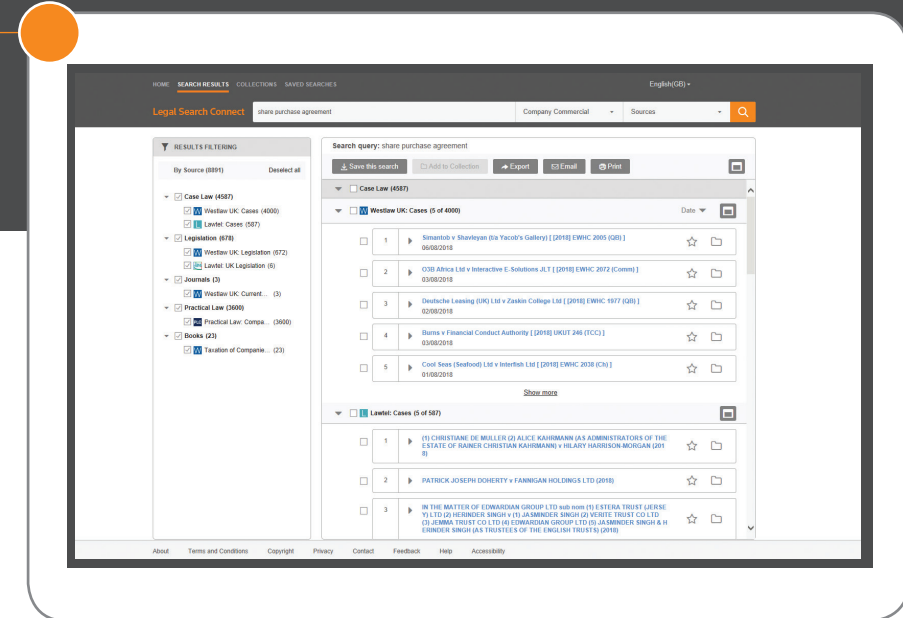 HOME SEARCH RESULTS COLLECTIONS SAVED SEARCHES English(GB)
Legal Search Connect share purchase agreement Company Commercial Sources
RESULTS FILTERING
By Source (8891) Deselect all
Case Law (4587)
Westlaw UK: Cases (4000)
Lawtel: Cases (587)
Legislation (678)
Westlaw UK: Legislation (672)
Lawtel: UK Legislation (6)
Journals (3)
Westlaw UK: Current... (3)
Practical Law (3600)
Practical Law: Compa... (3600)
Books (23)
Taxation of Companie... (23)
Search query: share purchase agreement
Save this search Add to Collection Export Email Print
Case Law (4587)
Westlaw UK: Cases (5 of 4000) Date
1 Simantob v Shavleyan (t/a Yacob's Gallery) [ [2018] EWHC 2005 (QB) ]
06/08/2018
2 O3B Africa Ltd v Interactive E-Solutions JLT [ [2018] EWHC 2072 (Comm) ]
03/08/2018
3 Deutsche Leasing (UK) Ltd v Zaskin College Ltd [ [2018] EWHC 1977 (QB) ]
02/08/2018
4 Burns v Financial Conduct Authority [ [2018] UKUT 246 (TCC) ]
03/08/2018
5 Cool Seas (Seafood) Ltd v Interfish Ltd [ [2018] EWHC 2038 (Ch) ]
01/08/2018
Show more
Lawtel: Cases (5 of 587)
1 (1) CHRISTIANE DE MULLER (2) ALICE KAHRMANN (AS ADMINISTRATORS OF THE
ESTATE OF RAINER CHRISTIAN KAHRMANN) v HILARY HARRISON-MORGAN (201
8)
2 PATRICK JOSEPH DOHERTY v FANNIGAN HOLDINGS LTD (2018)
3 IN THE MATTER OF EDWARDIAN GROUP LTD sub nom (1) ESTERA TRUST (JERSE
Y) LTD (2) HERINDER SINGH v (1) JASMINDER SINGH (2) VERITE TRUST CO LTD
(3) JEMMA TRUST CO LTD (4) EDWARDIAN GROUP LTD (5) JASMINDER SINGH & H
ERINDER SINGH (AS TRUSTEES OF THE ENGLISH TRUSTS) (2018)
About Terms and Conditions Copyright Privacy Contact Feedback Help Accessibility